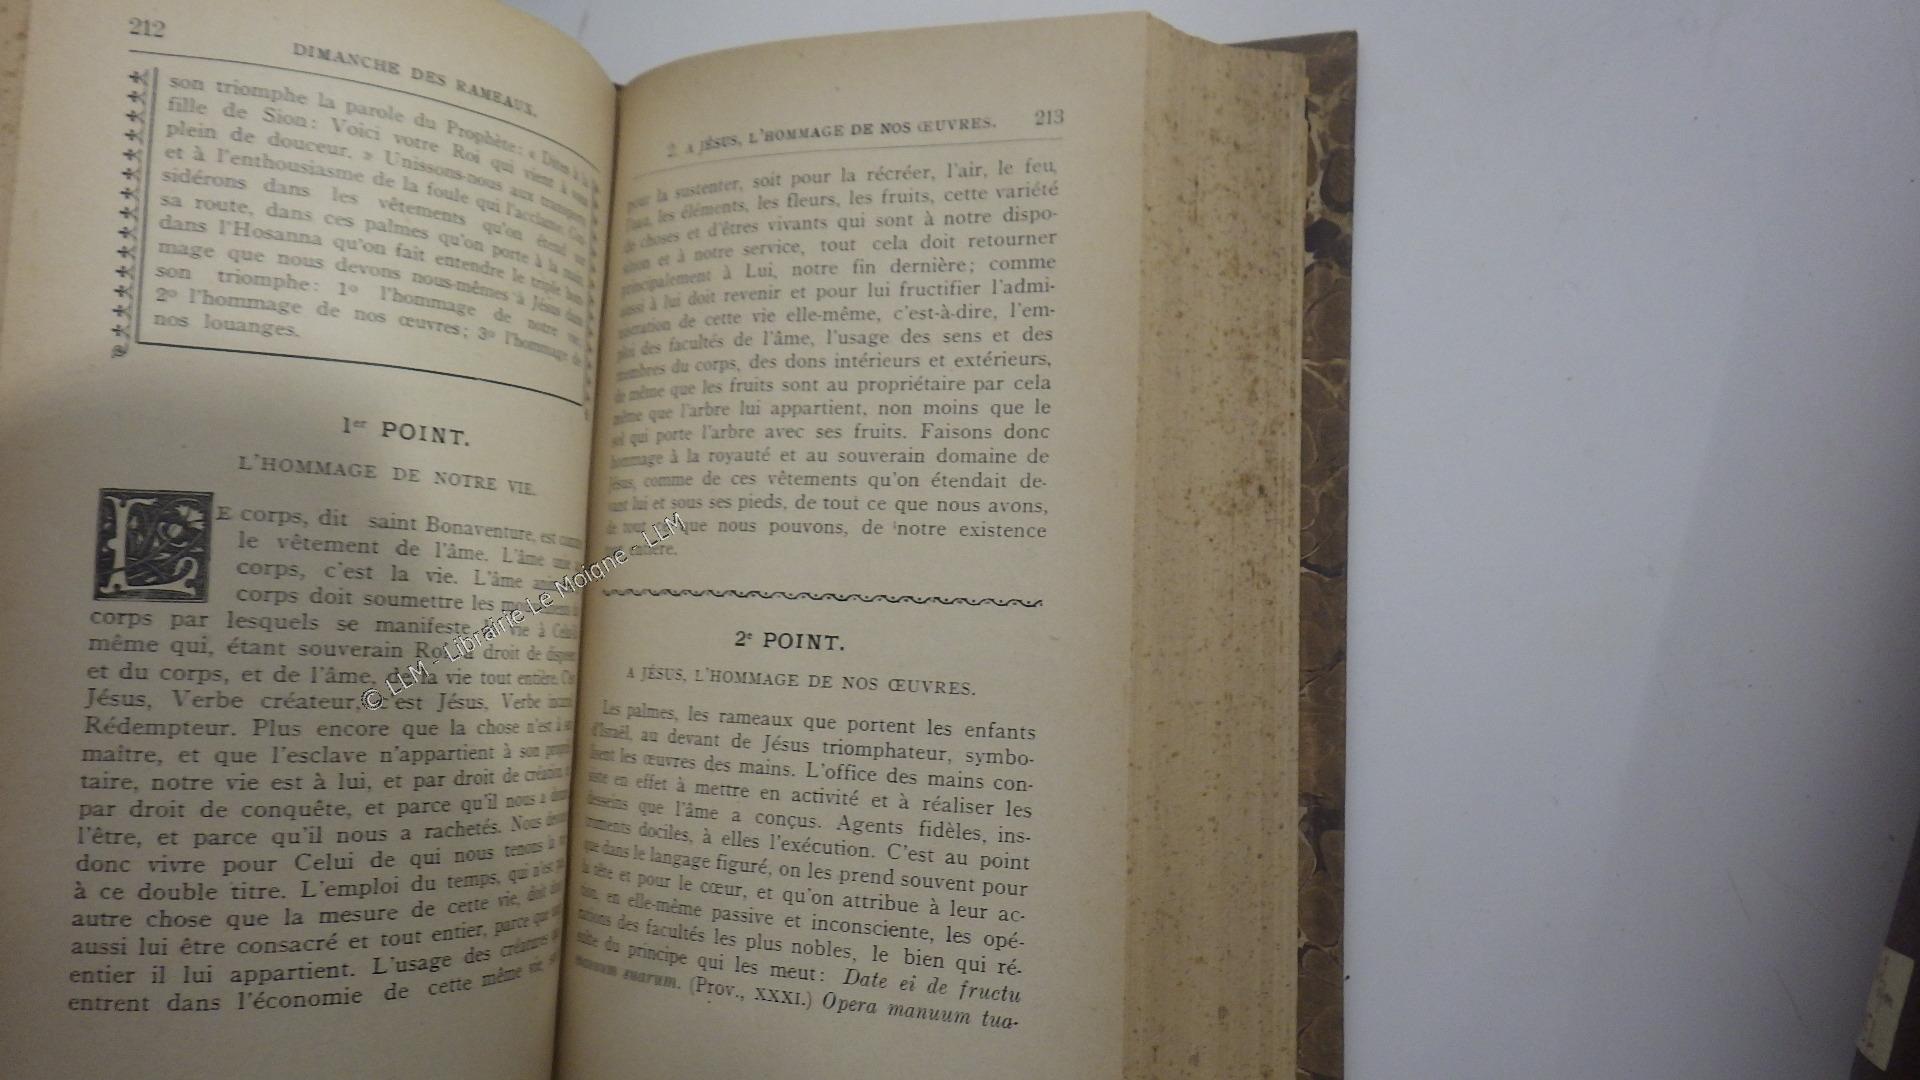 212
DIMANCHE DES RAMEAUX.
son triomphe la parole du Prophète: « Dites à la
fille de Sion: Voici votre Roi qui vient à vous
plein de douceur. » Unissons-nous aux transports
et à l'enthousiasme de la foule qui l'acclame. Con-
sidérons dans les vêtements qu'on étend sur
sa route, dans ces palmes qu'on porte à la main,
dans l'Hosanna qu'on fait entendre le triple hom-
mage que nous devons nous-mêmes à Jésus dans
son triomphe: 1º l'hommage de notre vie,
2º l'hommage de nos œuvres; 3º l'hommage de
nos louanges.
1er POINT.
L'HOMMAGE DE NOTRE VIE.
LE corps, dit saint Bonaventure, est comme
le vêtement de l'âme. L'âme unie
corps, c'est la vie. L'âme
corps doit soumettre les
corps par lesquels se manifeste la vie à Celui-là
même qui, étant souverain Roi, a droit de disposer
et du corps, et de l'âme, de la vie tout entière. C'est
Jésus, Verbe créateur, c'est Jésus, Verbe
Rédempteur. Plus encore que la chose n'est à son
maître, et que l'esclave n'appartient à son proprié-
taire, notre vie est à lui, et par droit de création et
par droit de conquête, et parce qu'il nous a donné
l'être, et parce qu'il nous a rachetés. Nous devons
donc vivre pour Celui de qui nous tenons la vie
à ce double titre. L'emploi du temps, qui n'est pas
autre chose que la mesure de cette vie, doit donc
aussi lui être consacré et tout entier, parce que tout
entier il lui appartient. L'usage des créatures qui
entrent dans l'économie de cette même vie, soit
2. A JÉSUS, L'HOMMAGE DE NOS ŒUVRES. 213
pour la sustenter, soit pour la récréer, l'air, le feu,
l'eau, les éléments, les fleurs, les fruits, cette variété
de choses et d'êtres vivants qui sont à notre dispo-
sition et à notre service, tout cela doit retourner
principalement à Lui, notre fin dernière; comme
aussi à lui doit revenir et pour lui fructifier l'admi-
nistration de cette vie elle-même, c'est-à-dire, l'em-
ploi des facultés de l'âme, l'usage des sens et des
membres du corps, des dons intérieurs et extérieurs,
de même que les fruits sont au propriétaire par cela
même que l'arbre lui appartient, non moins que le
sol qui porte l'arbre avec ses fruits. Faisons donc
hommage à la royauté et au souverain domaine de
Jésus, comme de ces vêtements qu'on étendait de-
vant lui et sous ses pieds, de tout ce que nous avons,
de tout ce que nous pouvons, de notre existence
tout entière.
2e POINT.
A JÉSUS, L'HOMMAGE DE NOS ŒUVRES.
Les palmes, les rameaux que portent les enfants
d'Israël, au devant de Jésus triomphateur, symbo-
lisent les œuvres des mains. L'office des mains con-
siste en effet à mettre en activité et à réaliser les
desseins que l'âme a conçus. Agents fidèles, ins-
truments dociles, à elles l'exécution. C'est au point
que dans le langage figuré, on les prend souvent pour
la tête et pour le cœur, et qu'on attribue à leur ac-
tion, en elle-même passive et inconsciente, les opé-
rations des facultés les plus nobles, le bien qui ré-
sulte du principe qui les meut: Date ei de fructu
manuum suarum. (Prov., XXXI.) Opera manuum tua-
© LLM - Librairie Le Moigne - LLM